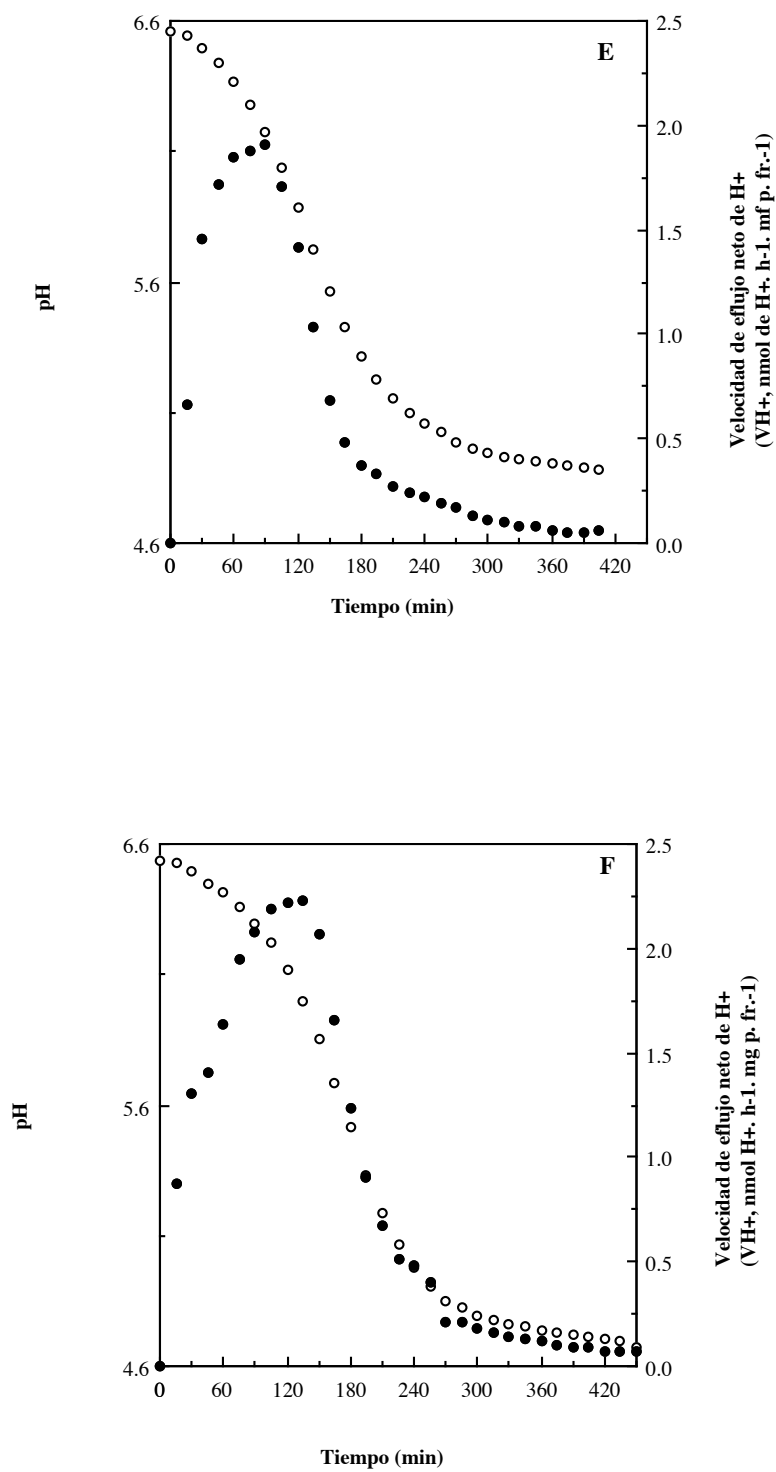 6.6
2.5
E
2.0
1.5
5.6
1.0
0.5
4.6
0.0
0 60 120 180 240 300 360 420
Tiempo (min)
pH
Velocidad de eflujo neto de H+
(VH+, nmol de H+. h-1. mf p. fr.-1)
6.6
2.5
F
2.0
1.5
5.6
1.0
0.5
4.6
0.0
0 60 120 180 240 300 360 420
Tiempo (min)
pH
Velocidad de eflujo neto de H+
(VH+, nmol H+. h-1. mg p. fr.-1)